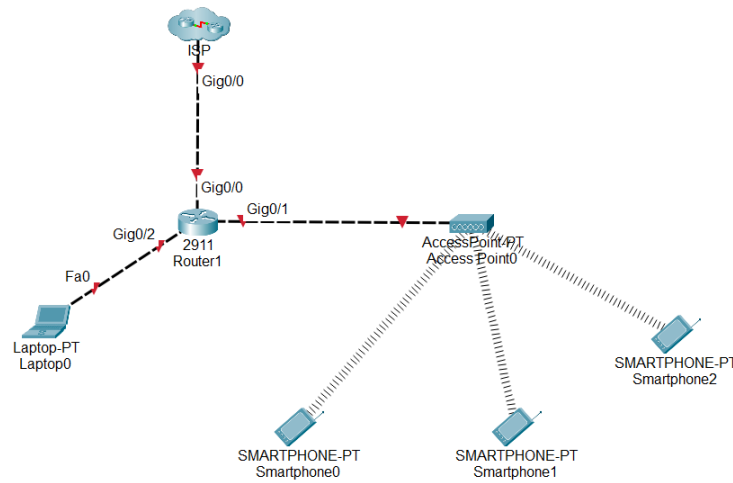 ISP
Gig0/0
Gig0/0
Gig0/1
Gig0/2
2911
Router1
AccessPoint-PT
Access Point0
Fa0
Laptop-PT
Laptop0
SMARTPHONE-PT
Smartphone2
SMARTPHONE-PT
Smartphone0
SMARTPHONE-PT
Smartphone1